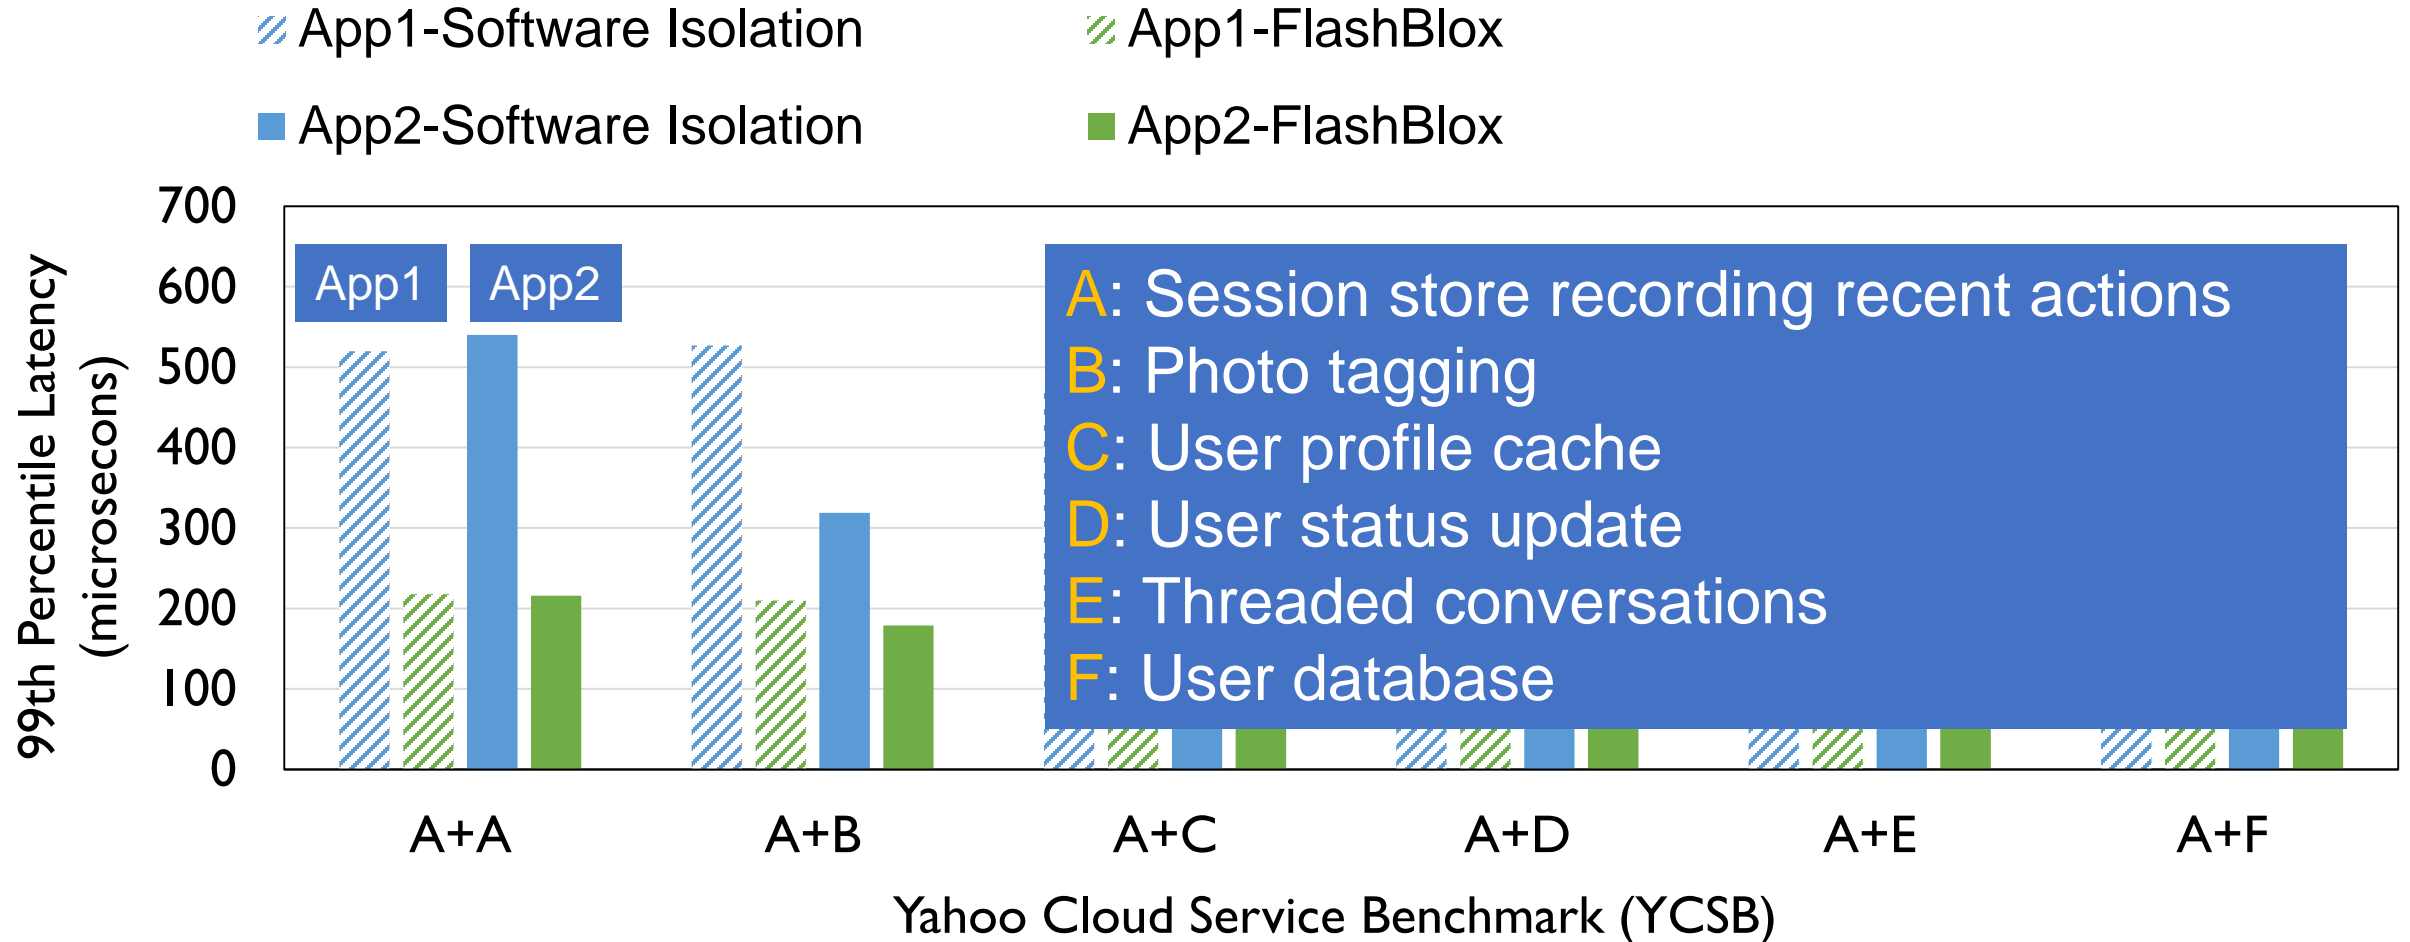 App1-Software Isolation
App1-FlashBlox
App2-Software Isolation
App2-FlashBlox
99th Percentile Latency
(microsecons)
700
600
500
400
300
200
100
0
App1
App2
A: Session store recording recent actions
B: Photo tagging
C: User profile cache
D: User status update
E: Threaded conversations
F: User database
A+A
A+B
A+C
A+D
A+E
A+F
Yahoo Cloud Service Benchmark (YCSB)